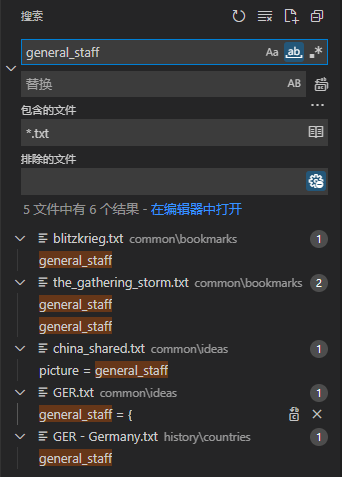 搜索
general_staff
Aa
ab
替换
AB
包含的文件
*.txt
排除的文件
5 文件中有 6 个结果 - 在编辑器中打开
blitzkrieg.txt common\bookmarks 1
general_staff
the_gathering_storm.txt common\bookmarks 2
general_staff
general_staff
china_shared.txt common\ideas 1
picture = general_staff
GER.txt common\ideas 1
general_staff = {
GER - Germany.txt history\countries 1
general_staff